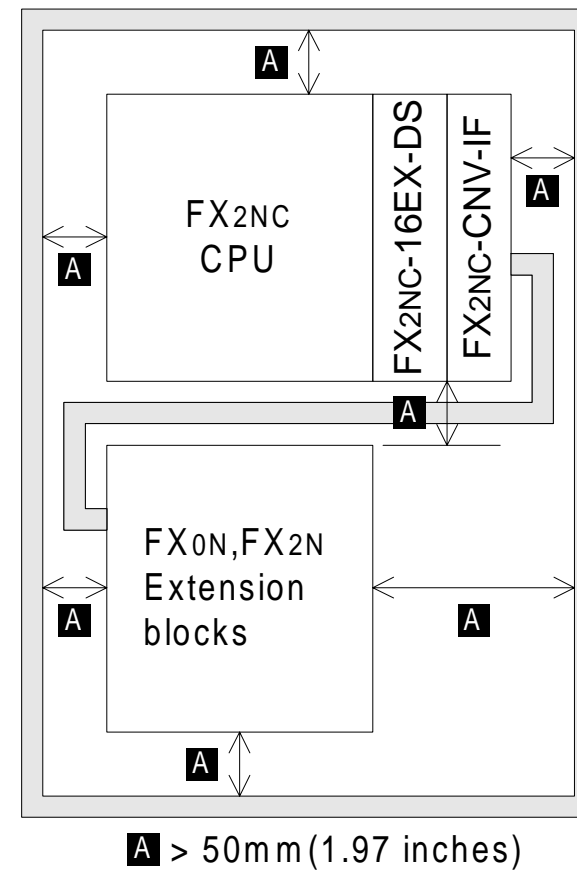 A
FX2NC
CPU
FX2NC-16EX-DS
FX2NC-CNV-IF
A
A
A
FX0N,FX2N
Extension
blocks
A
A
A
A > 50mm(1.97 inches)